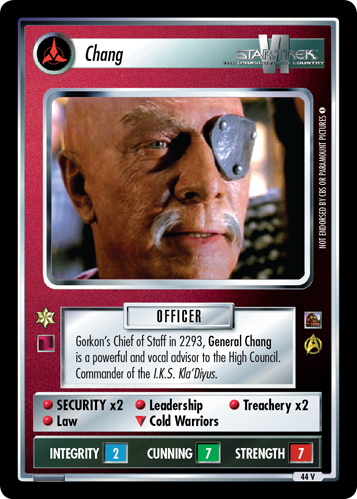 Chang
STAR TREK VI
THE UNDISCOVERED COUNTRY
NOT ENDORSED BY CBS OR PARAMOUNT PICTURES
OFFICER
Gorkon's Chief of Staff in 2293, General Chang
is a powerful and vocal advisor to the High Council.
Commander of the I.K.S. Kla'Diyus.
SECURITY x2 Leadership Treachery x2
Law Cold Warriors
INTEGRITY 2 CUNNING 7 STRENGTH 7
44 V